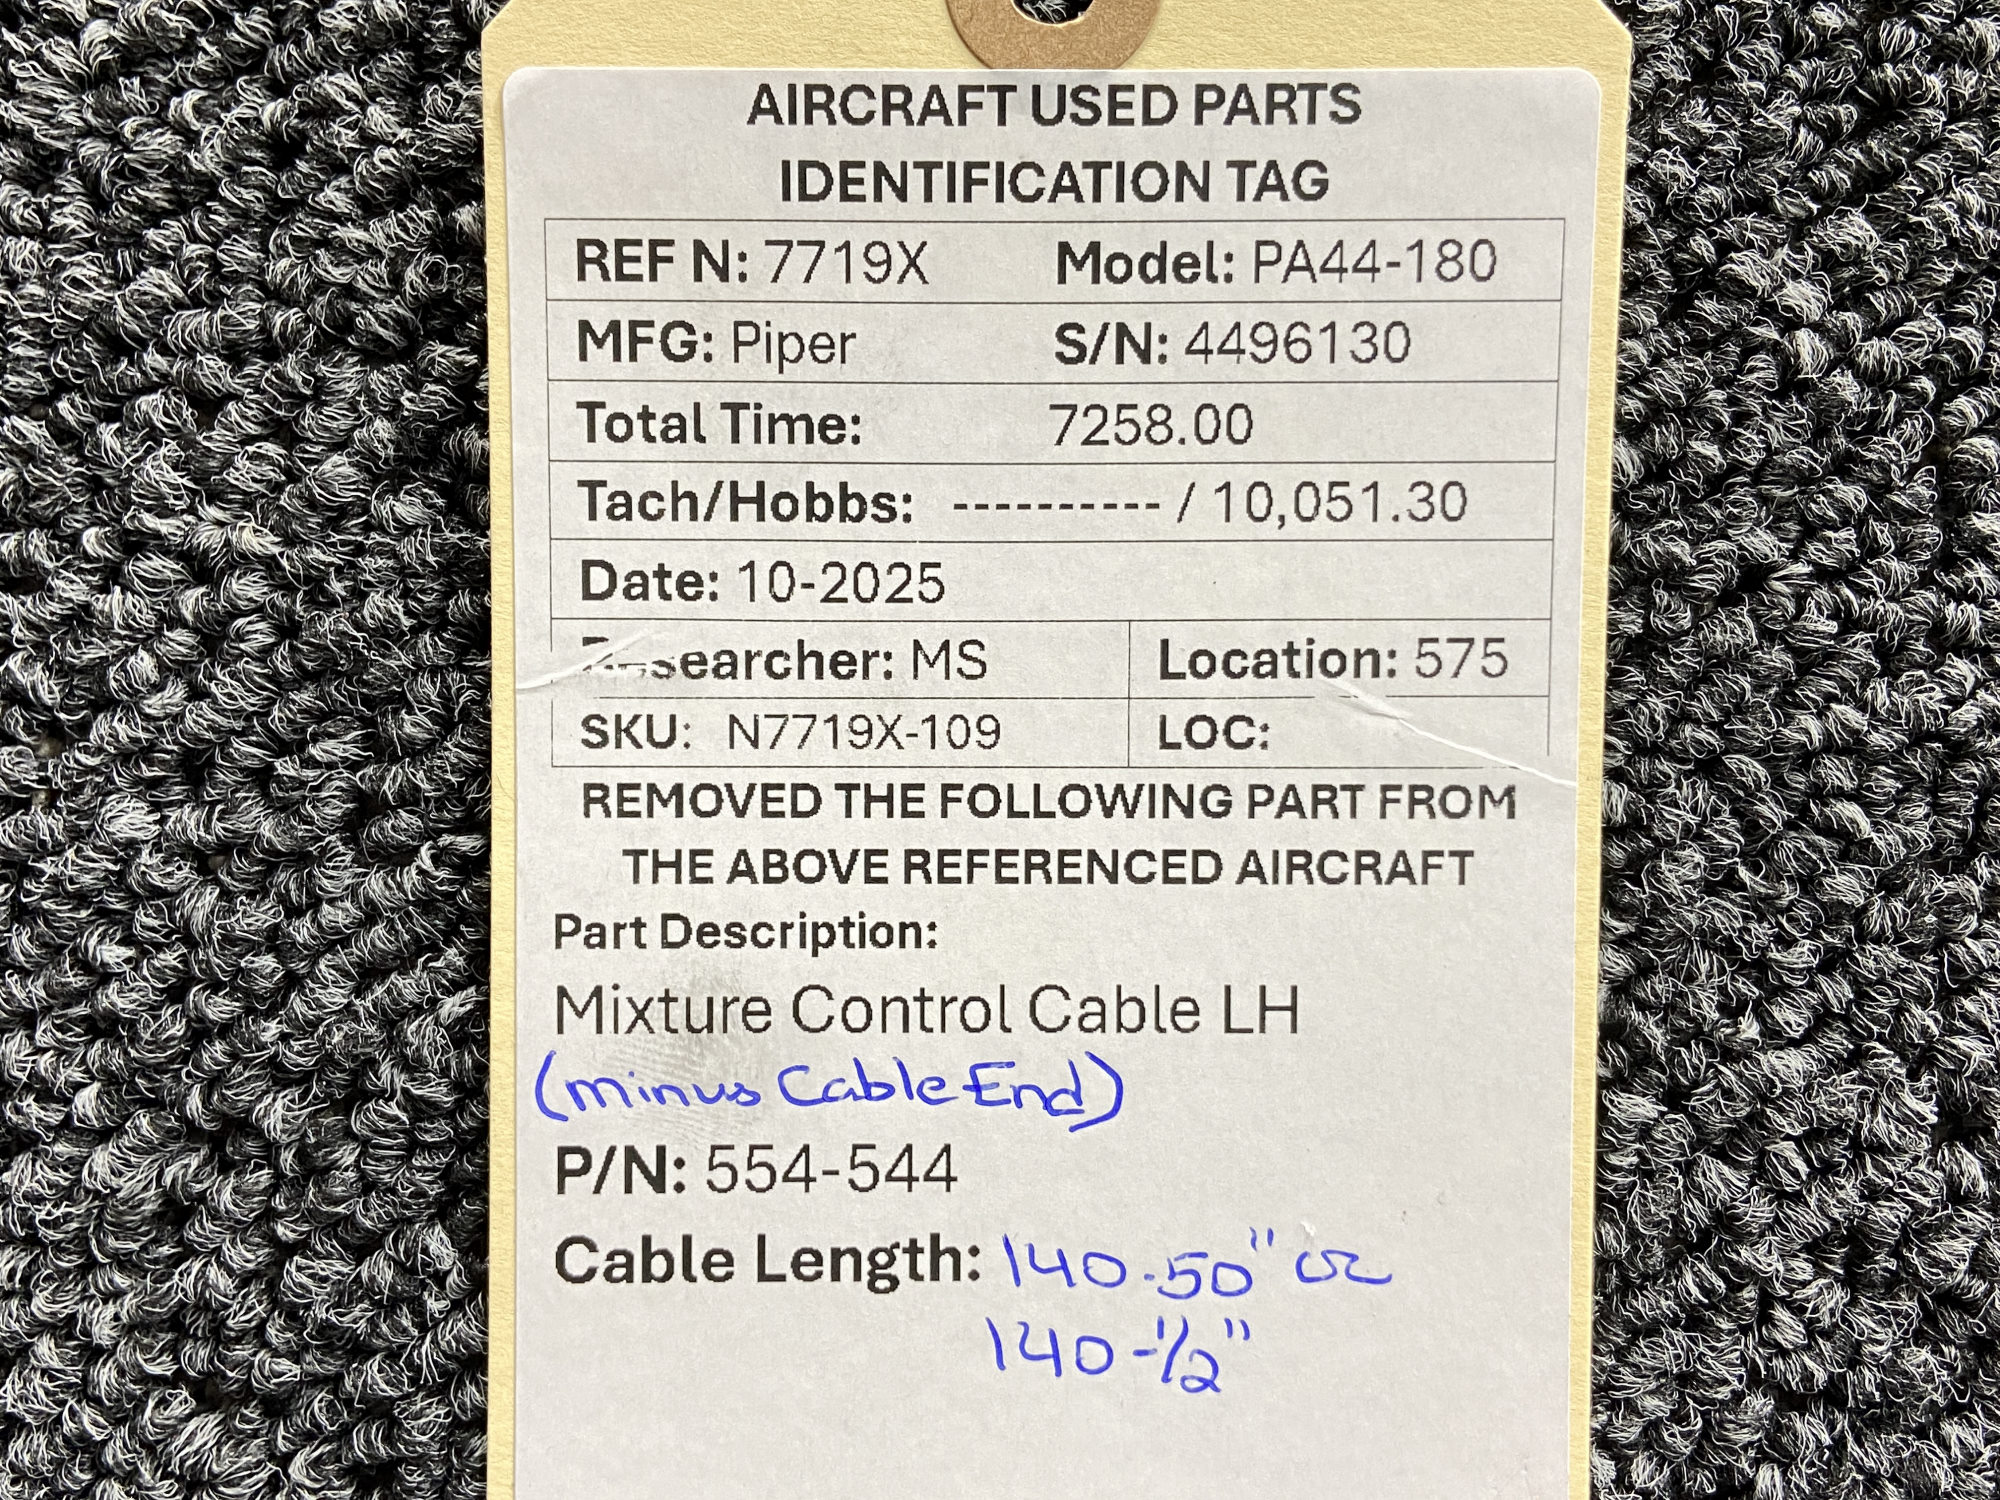 AIRCRAFT USED PARTS
IDENTIFICATION TAG
REF N: 7719X Model: PA44-180
MFG: Piper S/N: 4496130
Total Time: 7258.00
Tach/Hobbs: ---------- / 10,051.30
Date: 10-2025
Researcher: MS Location: 575
SKU: N7719X-109 LOC:
REMOVED THE FOLLOWING PART FROM
THE ABOVE REFERENCED AIRCRAFT
Part Description:
Mixture Control Cable LH
(minus Cable End)
P/N: 554-544
Cable Length: 140.50" or
140-1/2"